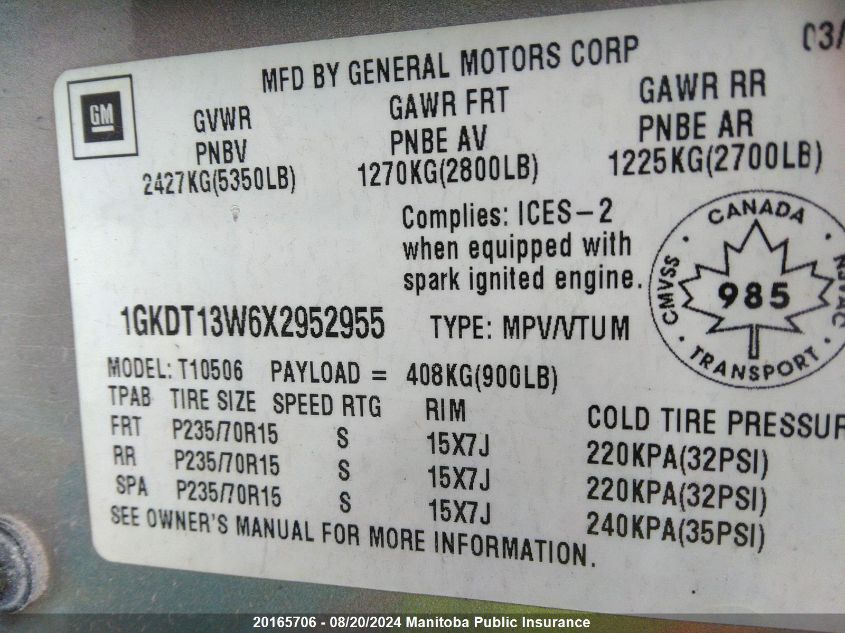 MFD BY GENERAL MOTORS CORP 03/
GM
GVWR GAWR FRT GAWR RR
PNBV PNBE AV PNBE AR
2427KG(5350LB) 1270KG(2800LB) 1225KG(2700LB)
Complies: ICES-2
when equipped with
spark ignited engine.
CANADA
CMVSS 985 NSVAC
TRANSPORT
1GKDT13W6X2952955 TYPE: MPV/VTUM
MODEL: T10506 PAYLOAD = 408KG(900LB)
TPAB TIRE SIZE SPEED RTG RIM COLD TIRE PRESSUR
FRT P235/70R15 S 15X7J 220KPA(32PSI)
RR P235/70R15 S 15X7J 220KPA(32PSI)
SPA P235/70R15 S 15X7J 240KPA(35PSI)
SEE OWNER'S MANUAL FOR MORE INFORMATION.
20165706 - 08/20/2024 - Manitoba Public Insurance